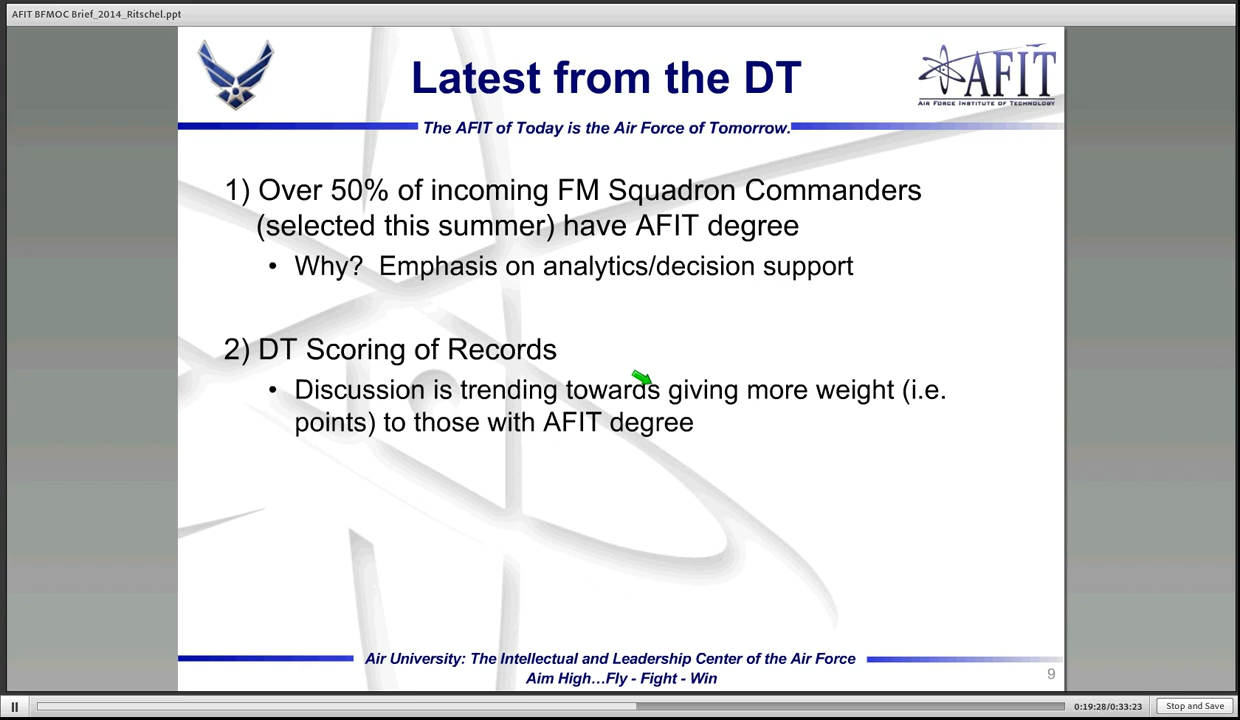 AFIT BFMOC Brief_2014_Ritschel.ppt
Latest from the DT
AFIT
AIR FORCE INSTITUTE OF TECHNOLOGY
The AFIT of Today is the Air Force of Tomorrow.
1) Over 50% of incoming FM Squadron Commanders
(selected this summer) have AFIT degree
• Why?  Emphasis on analytics/decision support
2) DT Scoring of Records
• Discussion is trending towards giving more weight (i.e.
points) to those with AFIT degree
Air University: The Intellectual and Leadership Center of the Air Force
Aim High…Fly - Fight - Win
9
0:19:28/0:33:23
Stop and Save